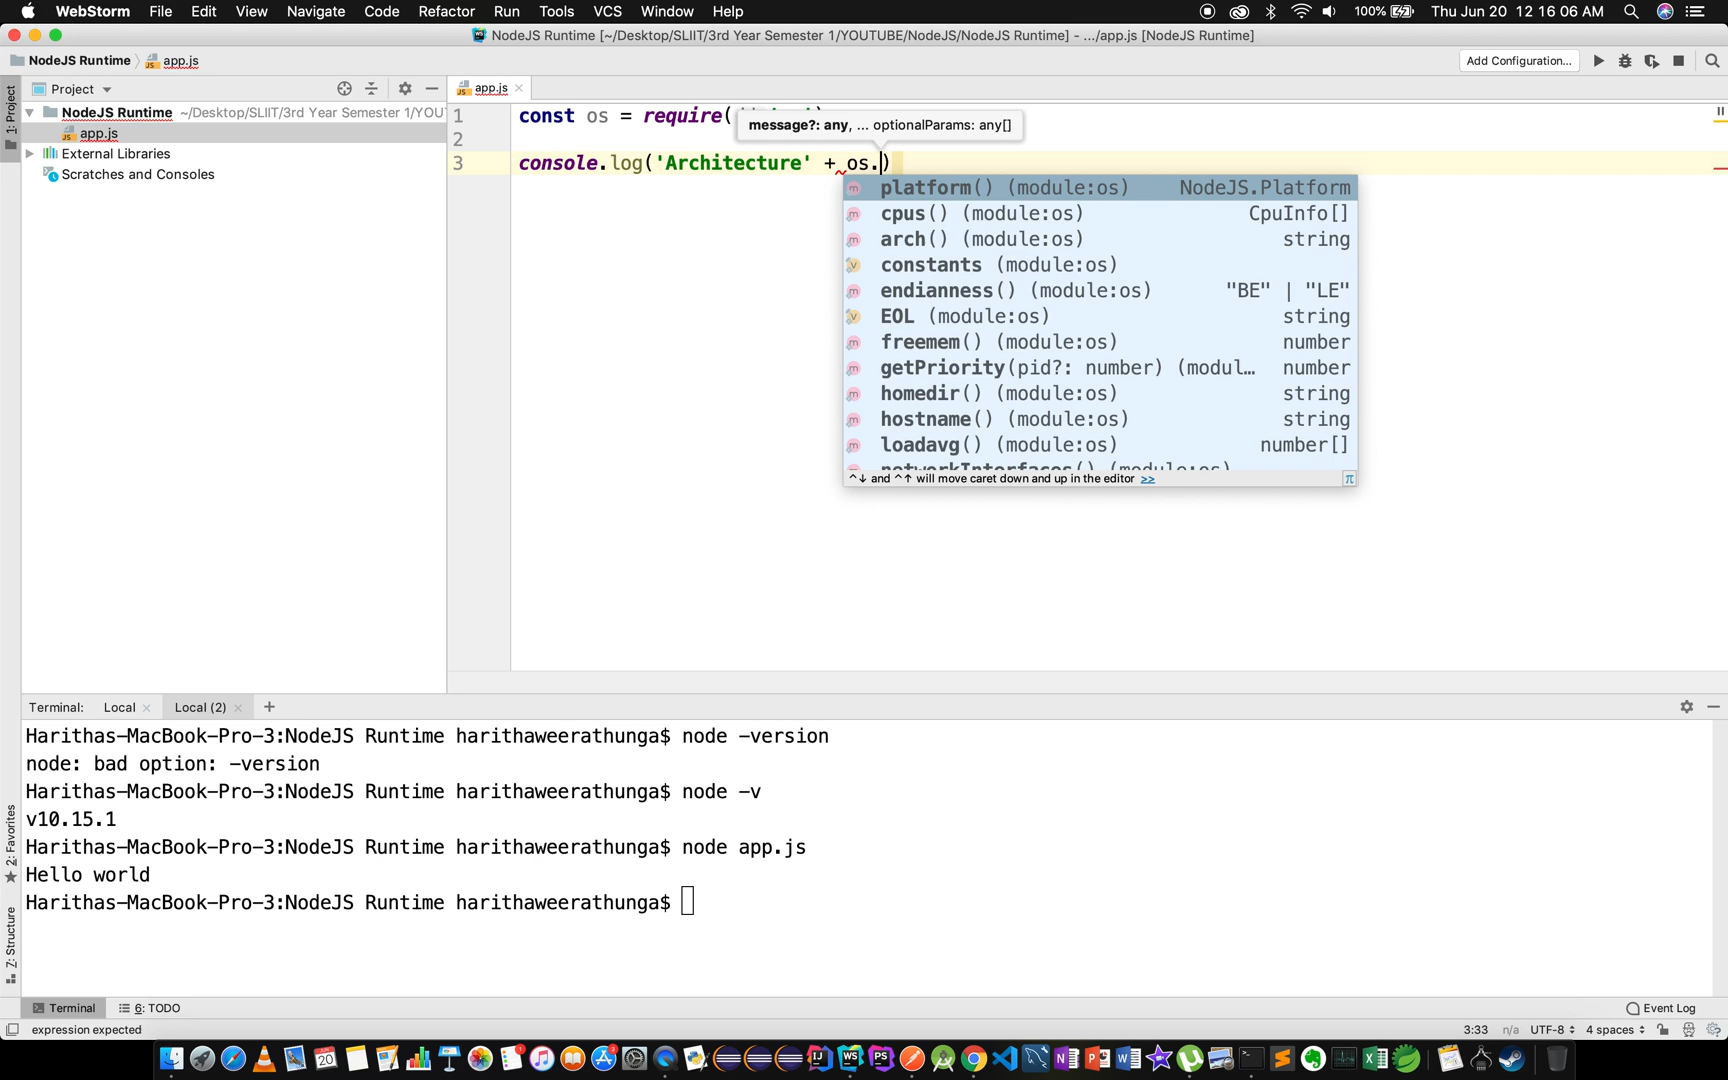 WebStorm File Edit View Navigate Code Refactor Run Tools VCS Window Help 100% Thu Jun 20 12 16 06 AM
NodeJS Runtime [~/Desktop/SLIIT/3rd Year Semester 1/YOUTUBE/NodeJS/NodeJS Runtime] - .../app.js [NodeJS Runtime]
NodeJS Runtime app.js Add Configuration...
Project app.js
NodeJS Runtime ~/Desktop/SLIIT/3rd Year Semester 1/YOU
app.js
External Libraries
Scratches and Consoles
1: Project
1 const os = require(
message?: any, ... optionalParams: any[]
2
3 console.log('Architecture' + os.)
platform() (module:os) NodeJS.Platform
cpus() (module:os) CpuInfo[]
arch() (module:os) string
constants (module:os)
endianness() (module:os) "BE" | "LE"
EOL (module:os) string
freemem() (module:os) number
getPriority(pid?: number) (modul... number
homedir() (module:os) string
hostname() (module:os) string
loadavg() (module:os) number[]
networkInterfaces() (module:os)
^↓ and ^↑ will move caret down and up in the editor >> π
Terminal: Local Local (2) +
Harithas-MacBook-Pro-3:NodeJS Runtime harithaweerathunga$ node -version
node: bad option: -version
Harithas-MacBook-Pro-3:NodeJS Runtime harithaweerathunga$ node -v
v10.15.1
Harithas-MacBook-Pro-3:NodeJS Runtime harithaweerathunga$ node app.js
Hello world
Harithas-MacBook-Pro-3:NodeJS Runtime harithaweerathunga$
2: Favorites
Z: Structure
Terminal 6: TODO Event Log
expression expected 3:33 n/a UTF-8 4 spaces